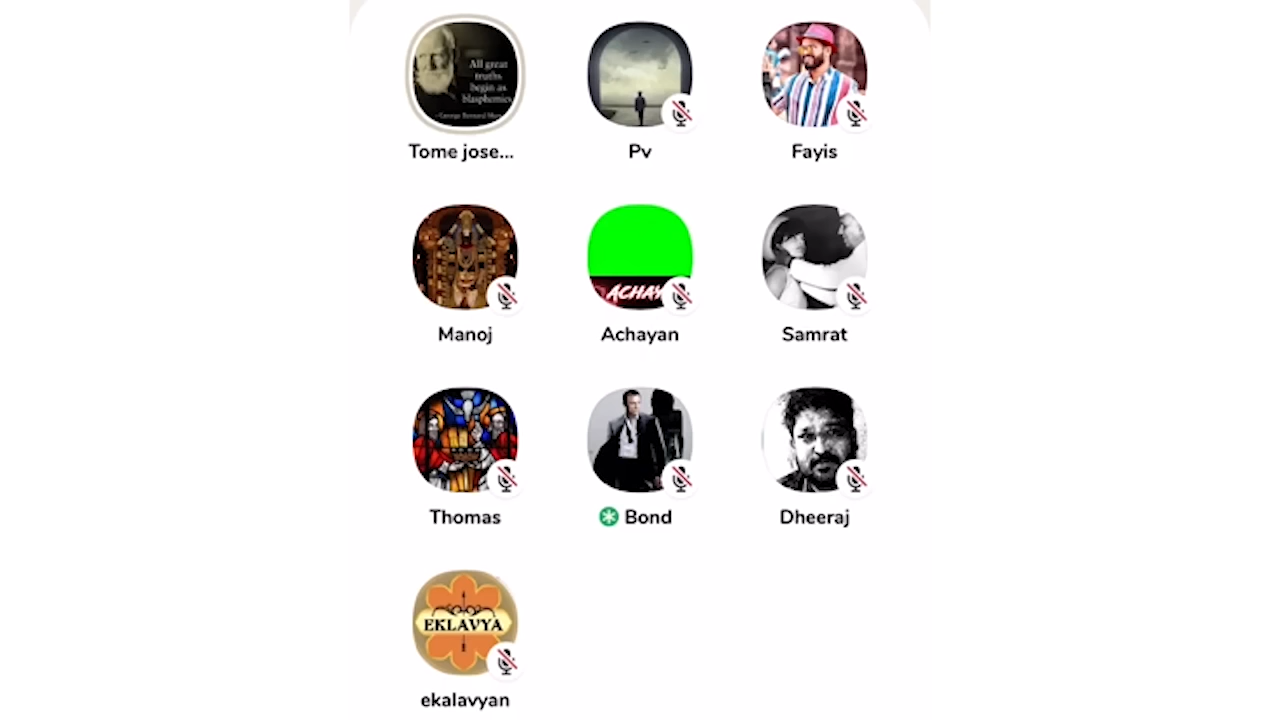 All great
truths
begin as
blasphemies
Tome jose...
Pv
Fayis
ACHAY
Manoj
Achayan
Samrat
Thomas
Bond
Dheeraj
EKLAVYA
ekalavyan